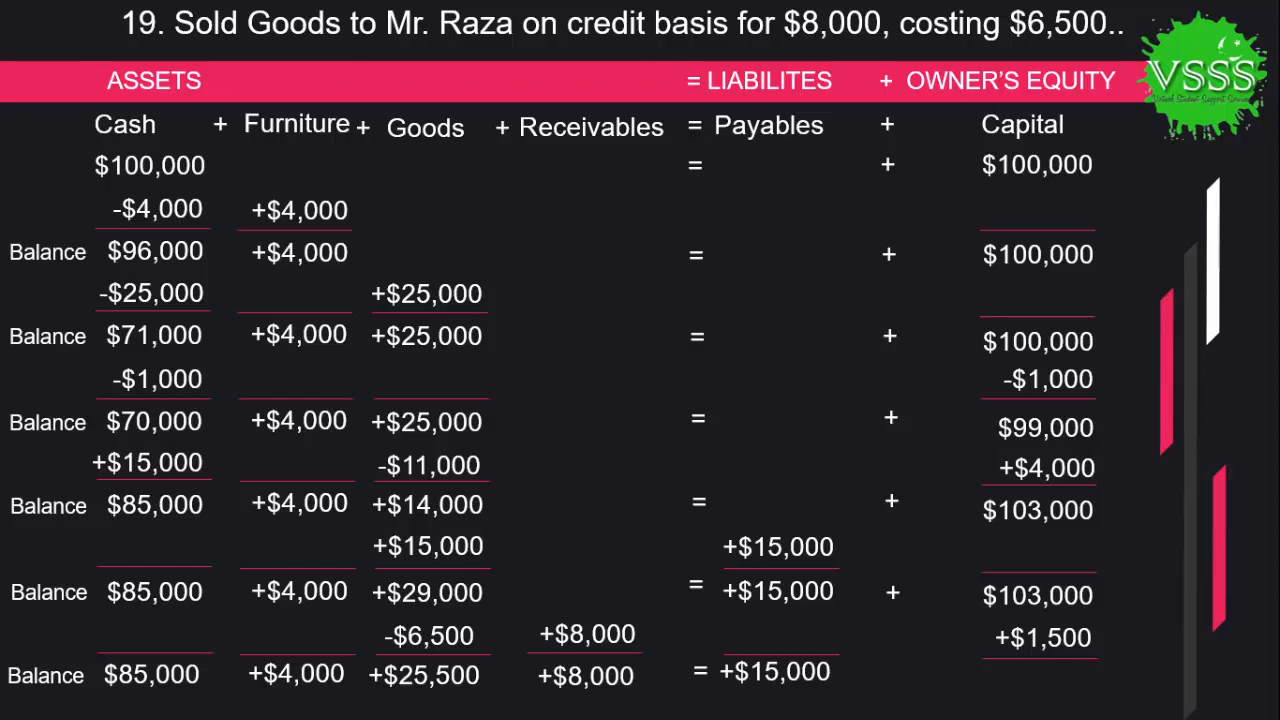 19. Sold Goods to Mr. Raza on credit basis for $8,000, costing $6,500..
ASSETS = LIABILITES + OWNER'S EQUITY
VSSS
Virtual Student Support Services
Cash + Furniture + Goods + Receivables = Payables + Capital
$100,000 = + $100,000
-$4,000 +$4,000
Balance $96,000 +$4,000 = + $100,000
-$25,000 +$25,000
Balance $71,000 +$4,000 +$25,000 = + $100,000
-$1,000 -$1,000
Balance $70,000 +$4,000 +$25,000 = + $99,000
+$15,000 -$11,000 +$4,000
Balance $85,000 +$4,000 +$14,000 = + $103,000
+$15,000 +$15,000
Balance $85,000 +$4,000 +$29,000 = +$15,000 + $103,000
-$6,500 +$8,000 +$1,500
Balance $85,000 +$4,000 +$25,500 +$8,000 = +$15,000